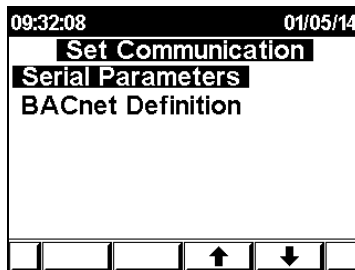 09:32:08 01/05/14
Set Communication
Serial Parameters
BACnet Definition